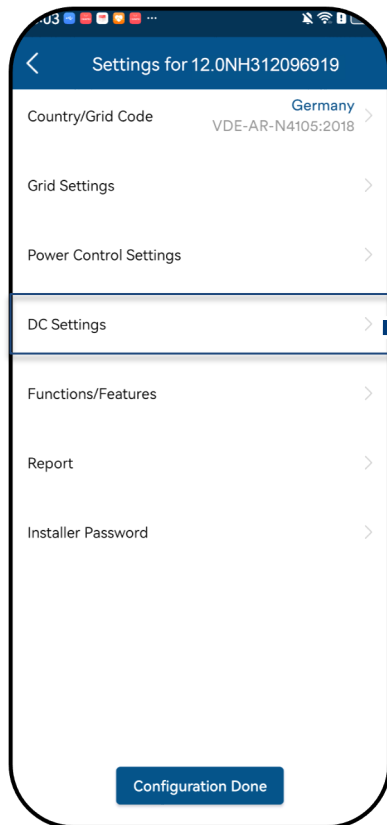 :03
Settings for 12.0NH312096919
Country/Grid Code
Germany
VDE-AR-N4105:2018
Grid Settings
Power Control Settings
DC Settings
Functions/Features
Report
Installer Password
Configuration Done